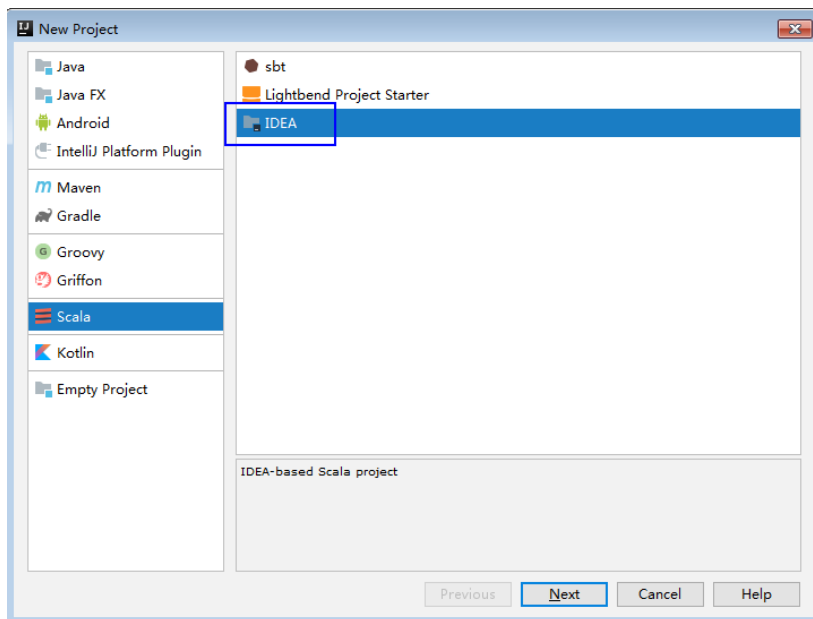 New Project
Java
Java FX
Android
IntelliJ Platform Plugin
Maven
Gradle
Groovy
Griffon
Scala
Kotlin
Empty Project
sbt
Lightbend Project Starter
IDEA
IDEA-based Scala project
Previous
Next
Cancel
Help